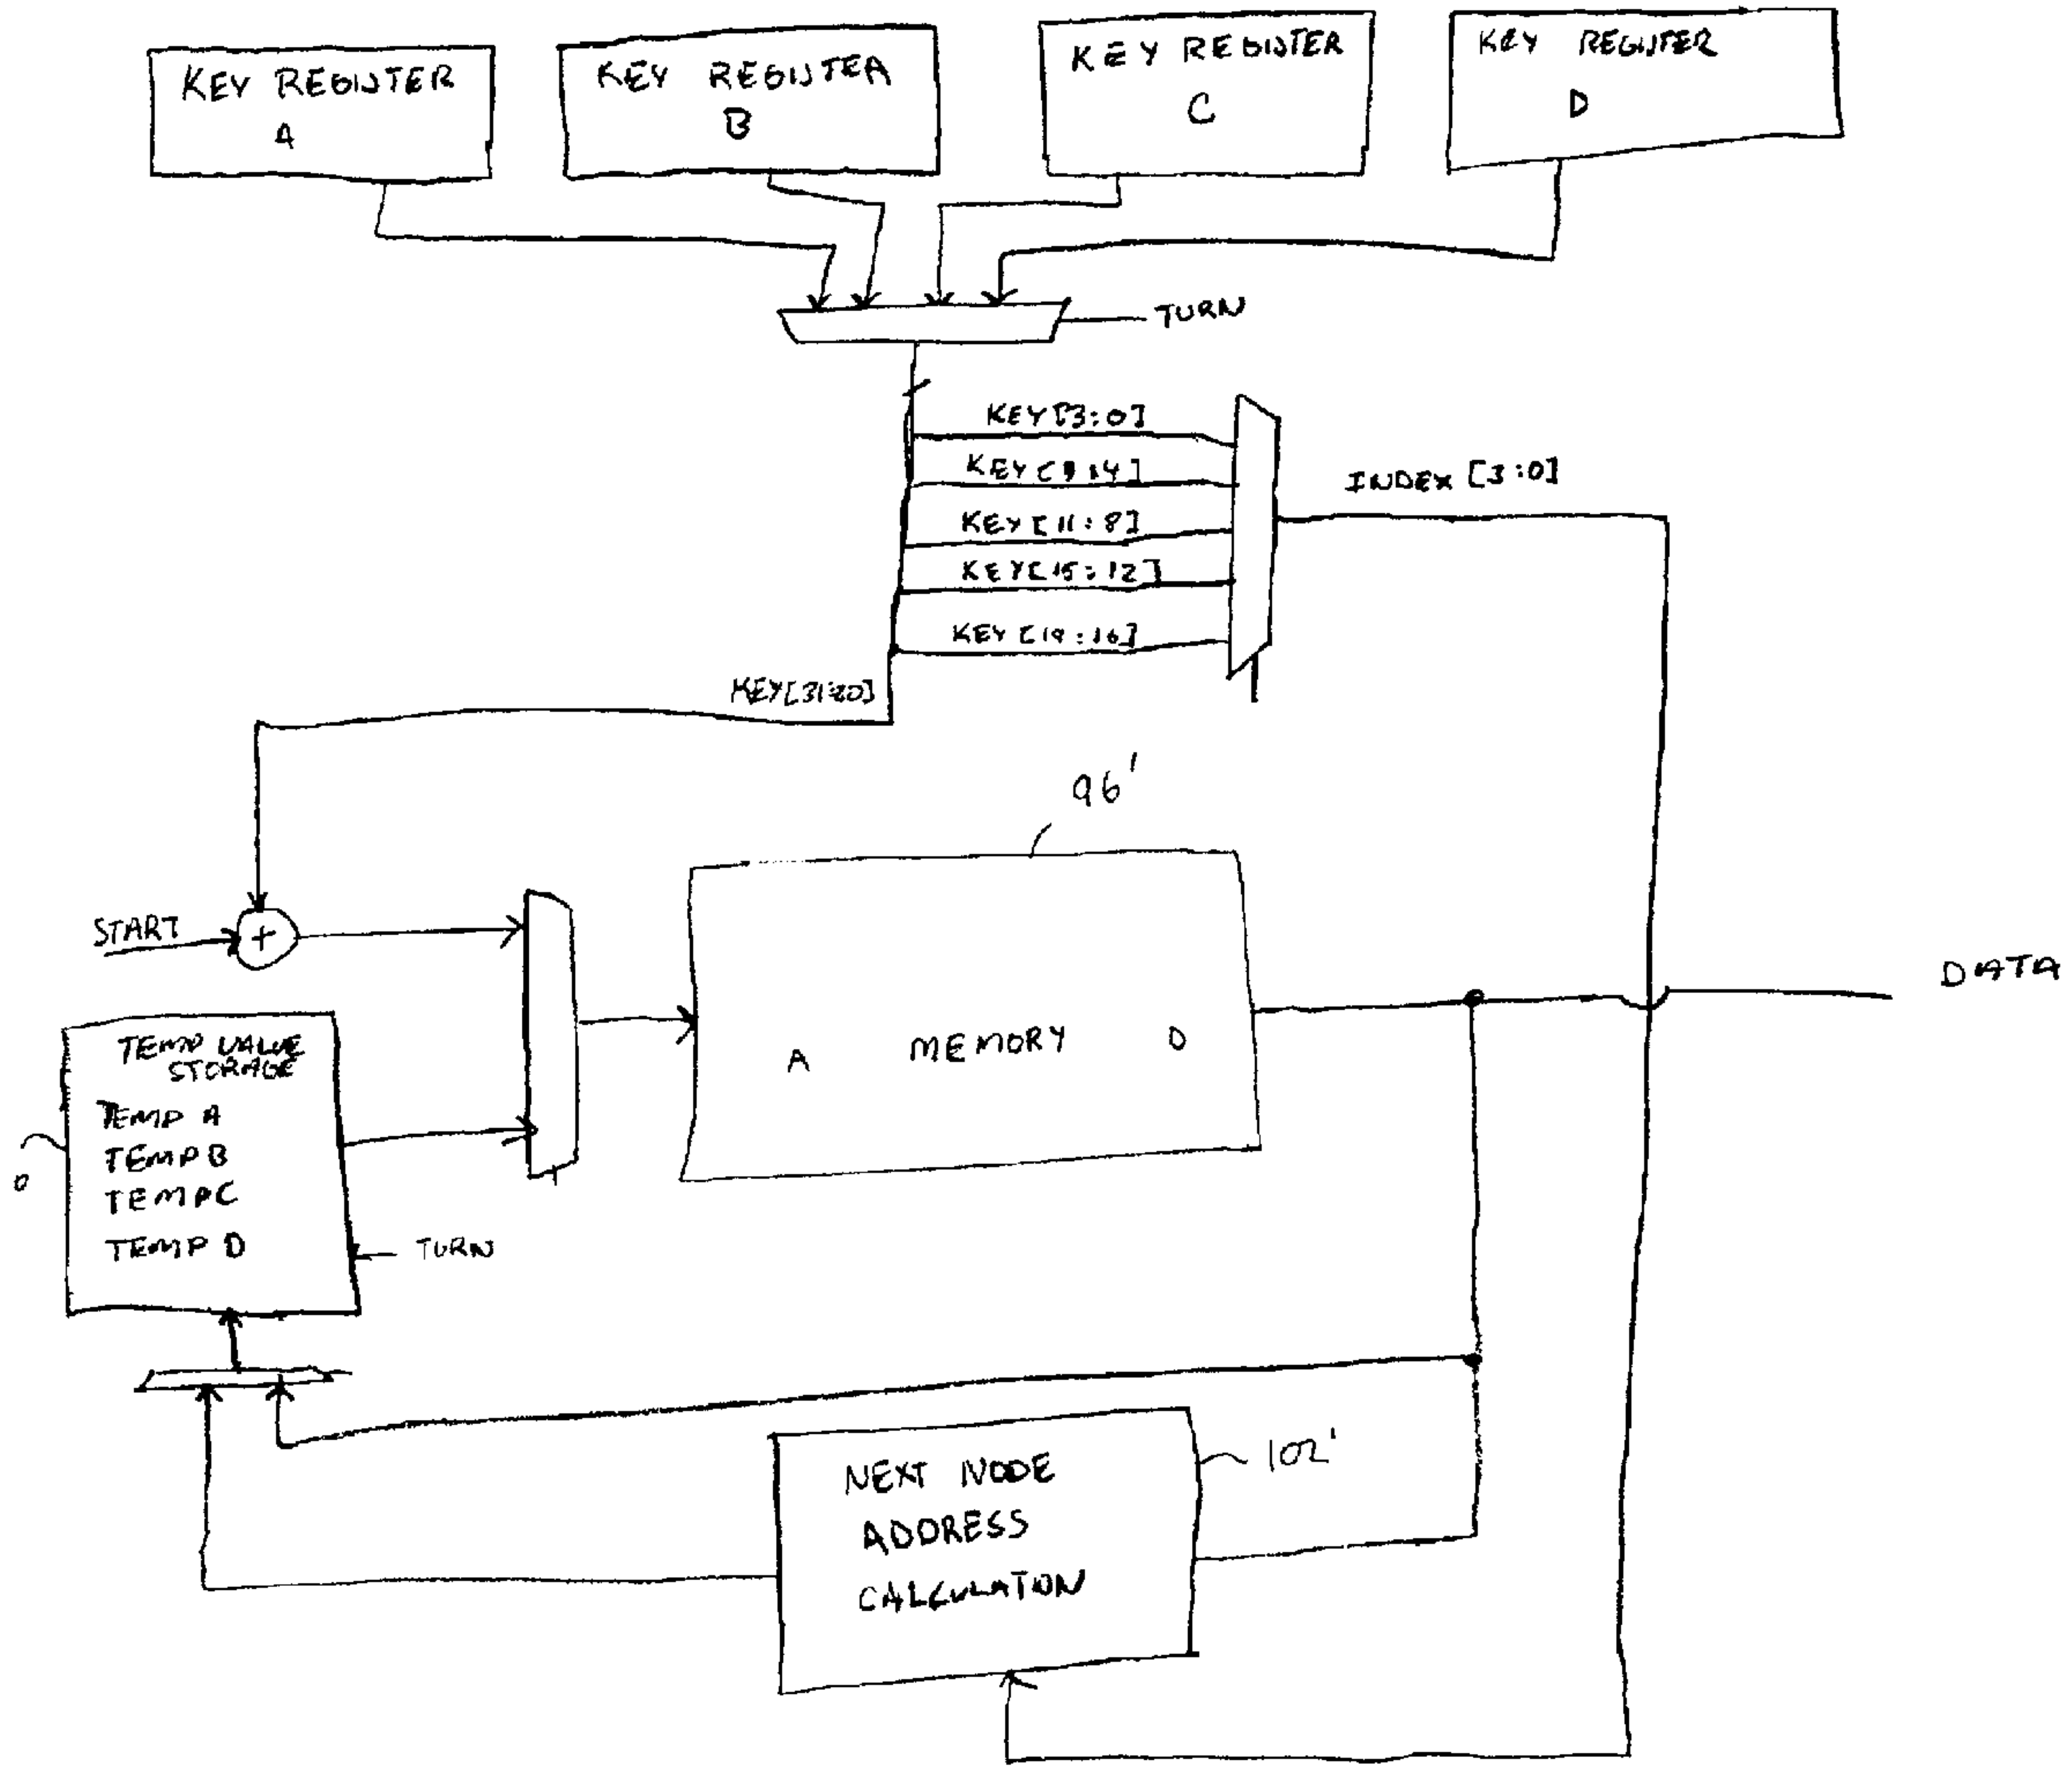 KEY REGISTER
A
KEY REGISTER
B
KEY REGISTER
C
KEY REGISTER
D
TURN
KEY[3:0]
KEY[:4]
INDEX [3:0]
KEY[11:8]
KEY[15:12]
KEY[19:16]
KEY[31:20]
96'
START
+
DATA
A MEMORY D
TEMP VALUE
STORAGE
TEMP A
TEMP B
TEMP C
TEMP D
TURN
NEXT NODE
ADDRESS
CALCULATION
102'